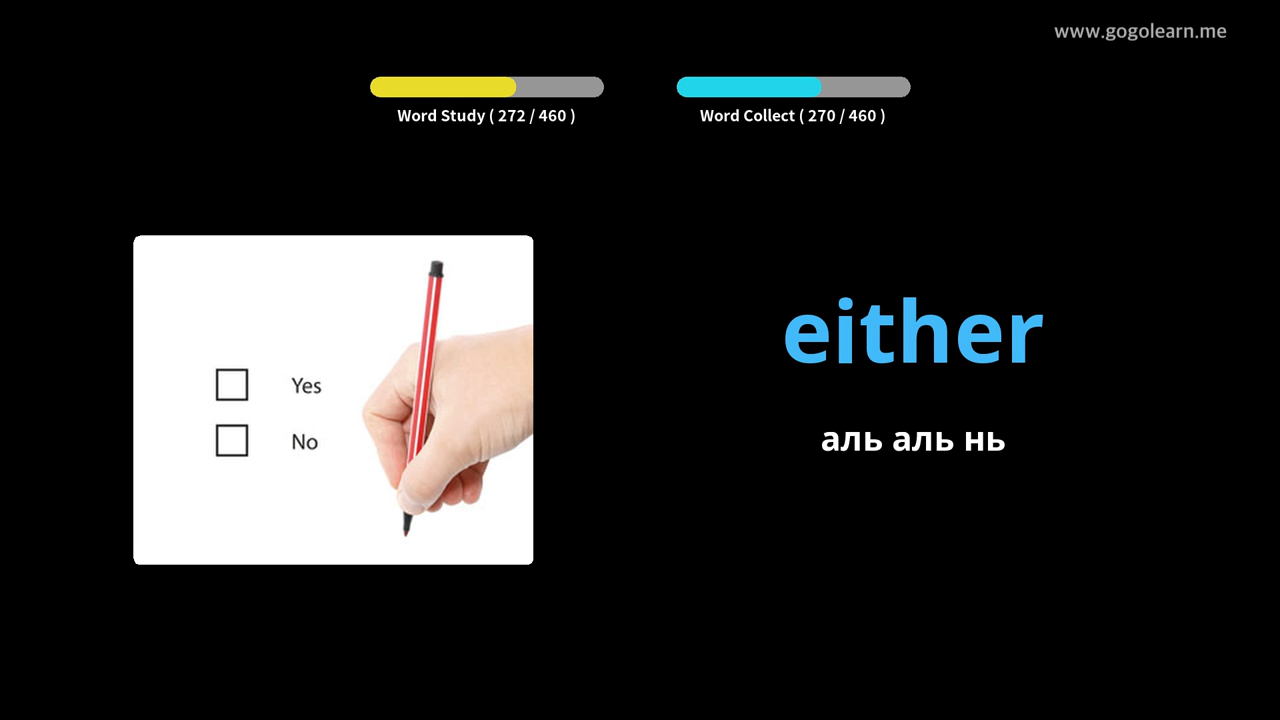 www.gogolearn.me
Word Study ( 272 / 460 )
Word Collect ( 270 / 460 )
either
аль аль нь
Yes
No